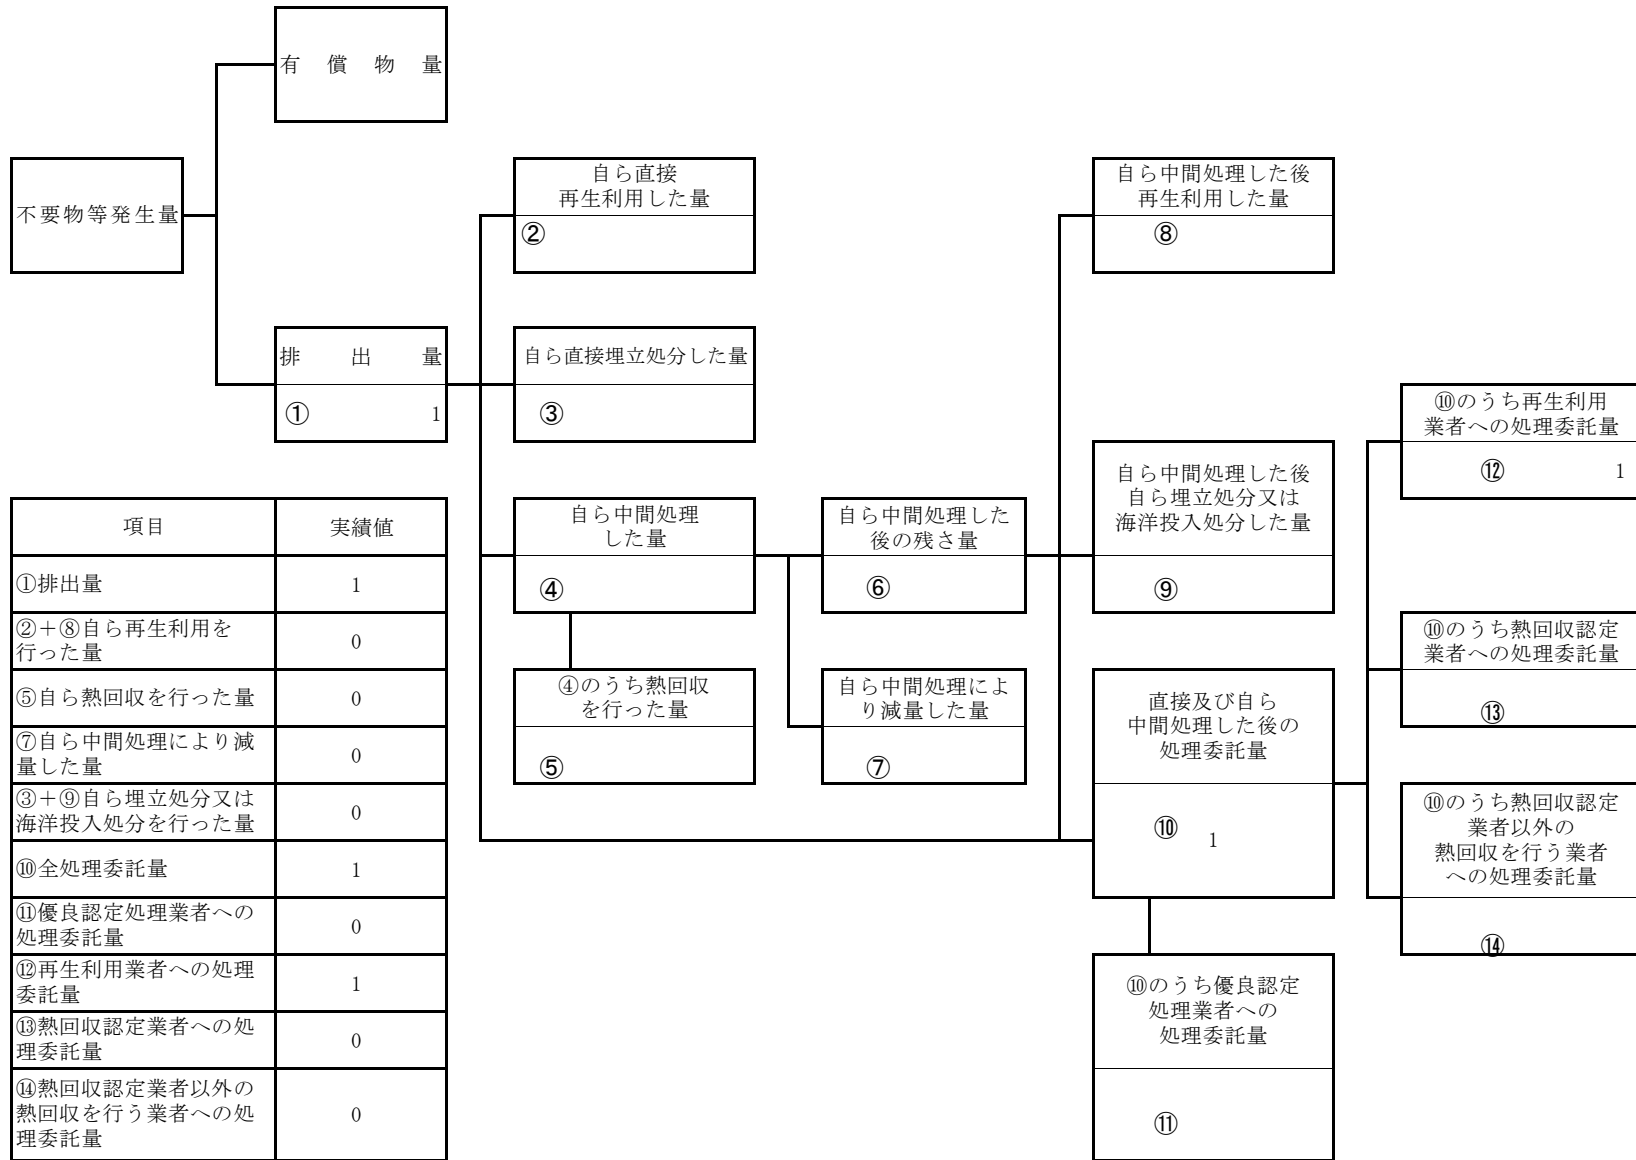 有償物量
不要物等発生量
自ら直接
再生利用した量
②
自ら中間処理した後
再生利用した量
⑧
排出量
① 1
自ら直接埋立処分した量
③
⑩のうち再生利用
業者への処理委託量
⑫ 1
自ら中間処理
した量
④
自ら中間処理した
後の残さ量
⑥
自ら中間処理した後
自ら埋立処分又は
海洋投入処分した量
⑨
⑩のうち熱回収認定
業者への処理委託量
⑬
④のうち熱回収
を行った量
⑤
自ら中間処理によ
り減量した量
⑦
直接及び自ら
中間処理した後の
処理委託量
⑩ 1
⑩のうち熱回収認定
業者以外の
熱回収を行う業者
への処理委託量
⑭
⑩のうち優良認定
処理業者への
処理委託量
⑪
項目 実績値
①排出量 1
②+⑧自ら再生利用を
行った量 0
⑤自ら熱回収を行った量 0
⑦自ら中間処理により減
量した量 0
③+⑨自ら埋立処分又は
海洋投入処分を行った量 0
⑩全処理委託量 1
⑪優良認定処理業者への
処理委託量 0
⑫再生利用業者への処理
委託量 1
⑬熱回収認定業者への処
理委託量 0
⑭熱回収認定業者以外の
熱回収を行う業者への処 0
理委託量